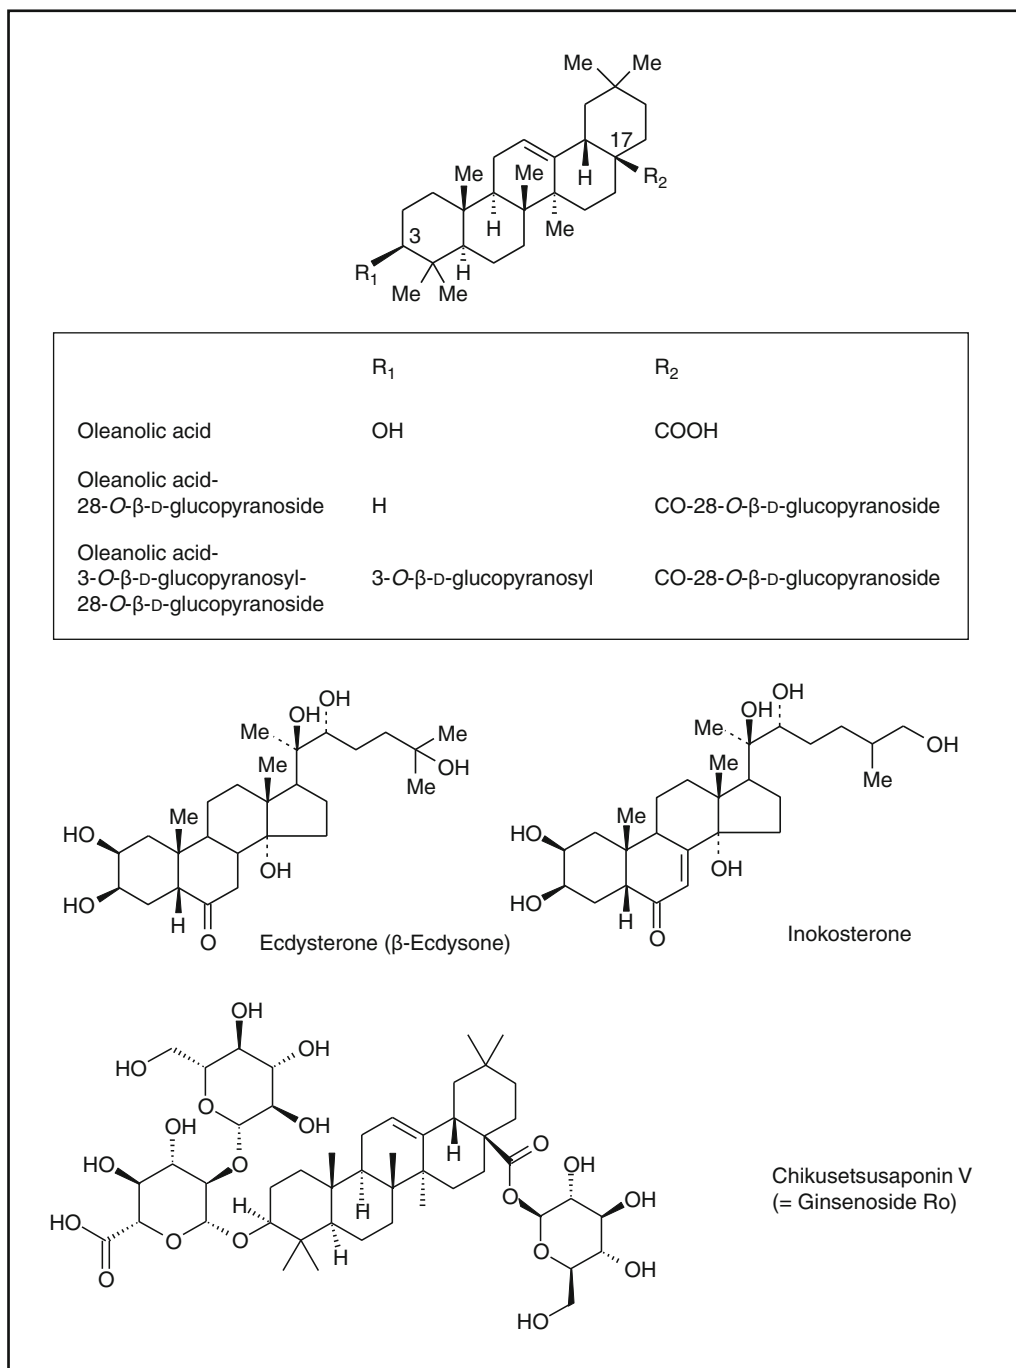 Me Me
17
Me Me H R₂
3 H Me
R₁ H
Me Me
R₁ R₂
Oleanolic acid OH COOH
Oleanolic acid-
28-O-β-D-glucopyranoside H CO-28-O-β-D-glucopyranoside
Oleanolic acid-
3-O-β-D-glucopyranosyl- 3-O-β-D-glucopyranosyl CO-28-O-β-D-glucopyranoside
28-O-β-D-glucopyranoside
OH
Me OH
Me
Me OH
Me
Me
HO
OH
HO
H
O
Ecdysterone (β-Ecdysone)
OH
Me OH
OH
Me Me
Me
HO
OH
HO
H
O
Inokosterone
OH
HO OH
O OH
OH
HO O
HO O O
O
H H H H
O
O
OH
OH
O
OH
HO
Chikusetsusaponin V
(= Ginsenoside Ro)